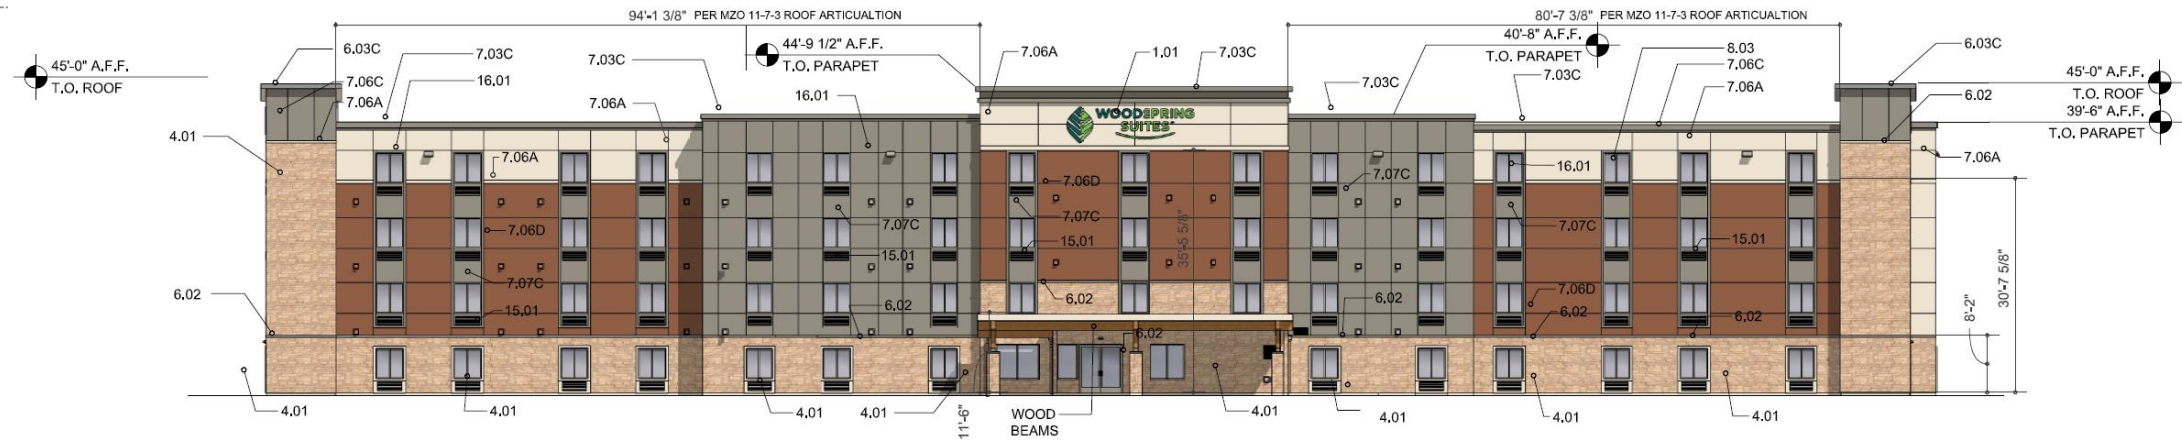 94'-1 3/8" PER MZO 11-7-3 ROOF ARTICUALTION
80'-7 3/8" PER MZO 11-7-3 ROOF ARTICUALTION
45'-0" A.F.F.
T.O. ROOF
6.03C
7.03C
7.06C
16.01
7.06A
4.01
7.03C
44'-9 1/2" A.F.F.
T.O. PARAPET
7.06A
16.01
7.06A
1.01
7.03C
40'-8" A.F.F.
T.O. PARAPET
7.03C
7.03C
8.03
7.06C
7.06A
6.03C
45'-0" A.F.F.
T.O. ROOF
6.02
39'-6" A.F.F.
T.O. PARAPET
7.06A
WOODSPRING
SUITES
7.06A
7.06D
7.07C
15.01
6.02
7.07C
15.01
6.02
7.06D
7.07C
15.01
6.02
35'-5 5/8"
6.02
7.07C
6.02
16.01
7.07C
15.01
7.06D
6.02
6.02
8'-2"
30'-7 5/8"
4.01
4.01
4.01
4.01
11'-6"
WOOD
BEAMS
4.01
4.01
4.01
4.01